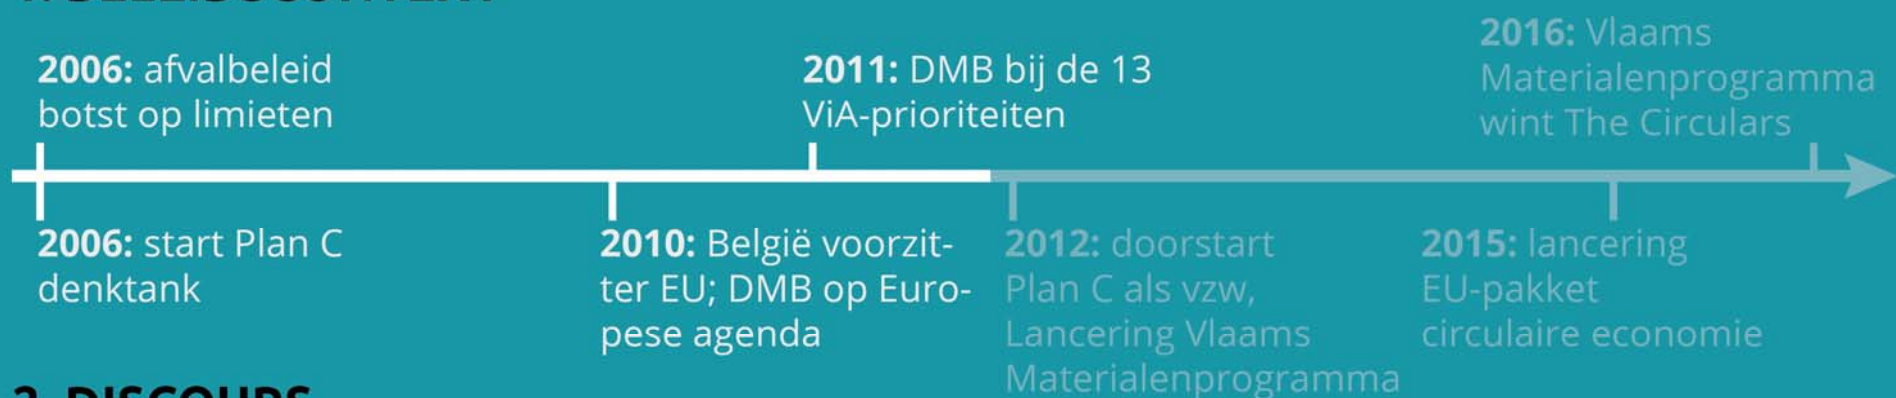 2006: afvalbeleid
botst op limieten
2011: DMB bij de 13
ViA-prioriteiten
2016: Vlaams
Materialenprogramma
wint The Circulars
2006: start Plan C
denktank
2010: België voorzit-
ter EU; DMB op Euro-
pese agenda
2012: doorstart
Plan C als vzw,
Lancering Vlaams
Materialenprogramma
2015: lancering
EU-pakket
circulaire economie
2. DISCOURS